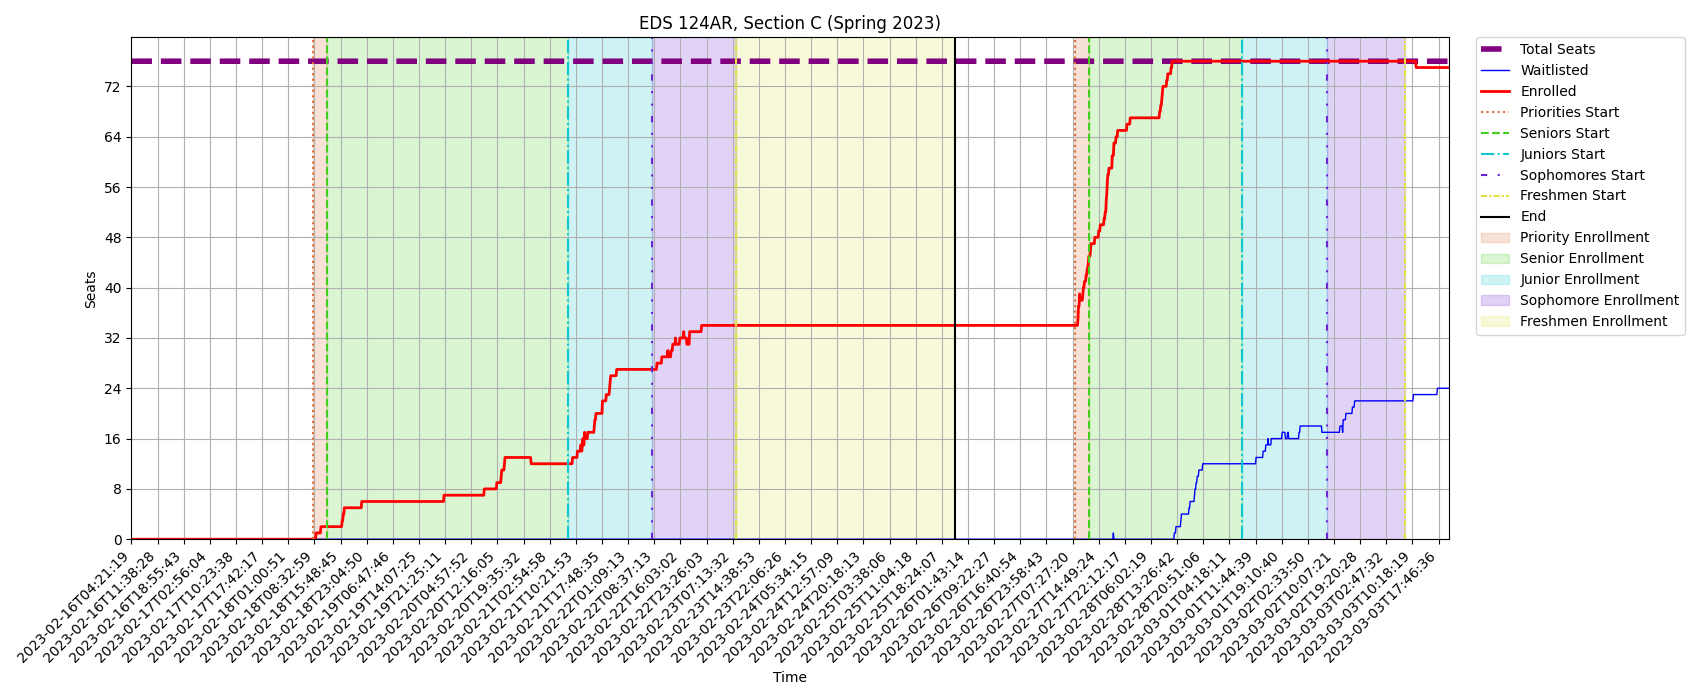 EDS 124AR, Section C (Spring 2023)
Total Seats
Waitlisted
Enrolled
Priorities Start
Seniors Start
Juniors Start
Sophomores Start
Freshmen Start
End
Priority Enrollment
Senior Enrollment
Junior Enrollment
Sophomore Enrollment
Freshmen Enrollment
Seats
72
64
56
48
40
32
24
16
8
0
2023-02-16T04:21:19
2023-02-16T11:38:28
2023-02-16T18:55:43
2023-02-17T02:56:04
2023-02-17T10:23:38
2023-02-17T17:42:17
2023-02-18T01:00:51
2023-02-18T08:32:59
2023-02-18T15:48:45
2023-02-18T23:04:50
2023-02-19T06:47:46
2023-02-19T14:07:25
2023-02-19T21:25:11
2023-02-20T04:57:52
2023-02-20T12:16:05
2023-02-20T19:35:32
2023-02-21T02:54:58
2023-02-21T10:21:53
2023-02-21T17:48:35
2023-02-22T01:09:13
2023-02-22T08:37:13
2023-02-22T16:03:02
2023-02-22T23:26:03
2023-02-23T07:13:32
2023-02-23T14:38:53
2023-02-23T22:06:26
2023-02-24T05:34:15
2023-02-24T12:57:09
2023-02-24T20:18:13
2023-02-25T03:38:06
2023-02-25T11:04:18
2023-02-25T18:24:07
2023-02-26T01:43:14
2023-02-26T09:22:27
2023-02-26T16:40:54
2023-02-26T23:58:43
2023-02-27T07:27:20
2023-02-27T14:49:24
2023-02-27T22:12:17
2023-02-28T06:02:19
2023-02-28T13:26:42
2023-02-28T20:51:06
2023-03-01T04:18:11
2023-03-01T11:44:39
2023-03-01T19:10:40
2023-03-02T02:33:50
2023-03-02T10:07:21
2023-03-02T19:20:28
2023-03-03T02:47:32
2023-03-03T10:18:19
2023-03-03T17:46:36
Time